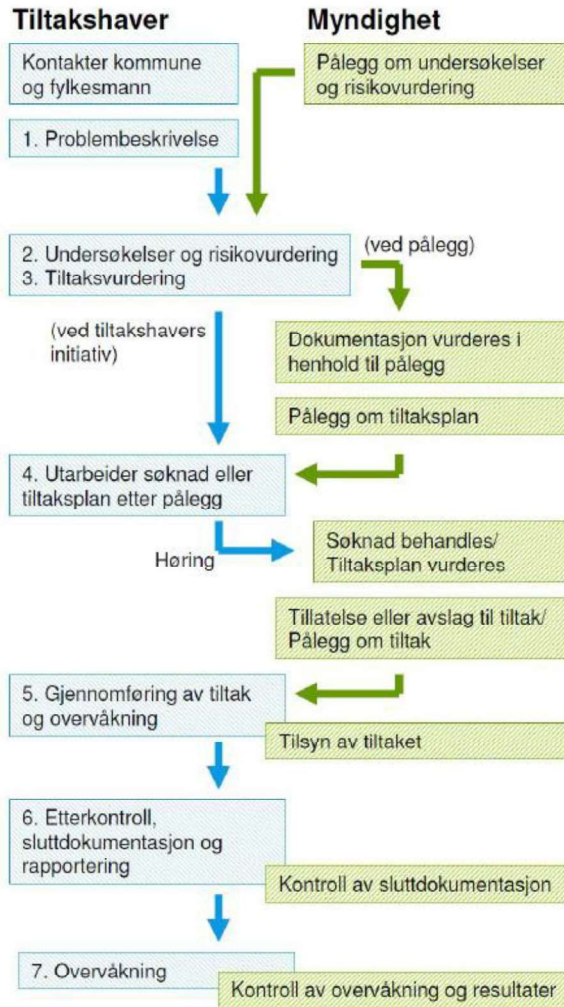 Tiltakshaver
Myndighet
Kontakter kommune
og fylkesmann
Pålegg om undersøkelser
og risikovurdering
1. Problembeskrivelse
2. Undersøkelser og risikovurdering
3. Tiltaksvurdering
(ved pålegg)
(ved tiltakshavers
initiativ)
Dokumentasjon vurderes i
henhold til pålegg
Pålegg om tiltaksplan
4. Utarbeider søknad eller
tiltaksplan etter pålegg
Høring
Søknad behandles/
Tiltaksplan vurderes
Tillatelse eller avslag til tiltak/
Pålegg om tiltak
5. Gjennomføring av tiltak
og overvåkning
Tilsyn av tiltaket
6. Etterkontroll,
sluttdokumentasjon og
rapportering
Kontroll av sluttdokumentasjon
7. Overvåkning
Kontroll av overvåkning og resultater